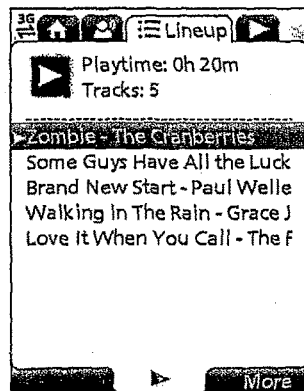 3G
Lineup
Playtime: 0h 20m
Tracks: 5
Zombie - The Cranberries
Some Guys Have All the Luck
Brand New Start - Paul Welle
Walking In The Rain - Grace J
Love It When You Call - The F
More